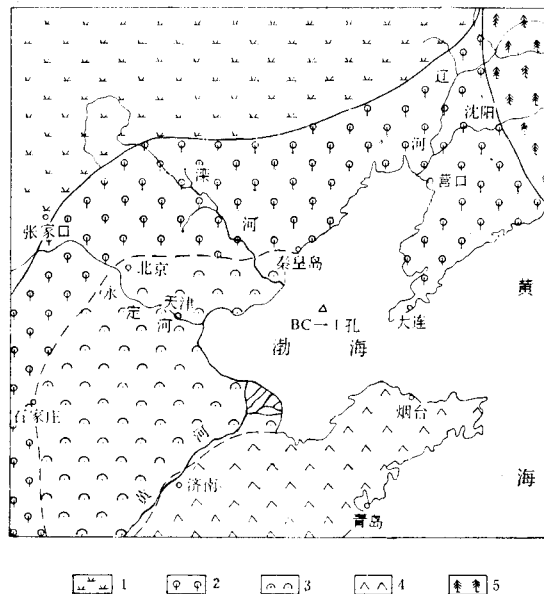 辽
沈阳
河
营口
滦
河
张家口
北京
秦皇岛
永
定
河
天津
BC-1孔
大连
黄
渤 海
石家庄
烟台
河
黄
济南
海
青岛
1 2 3 4 5